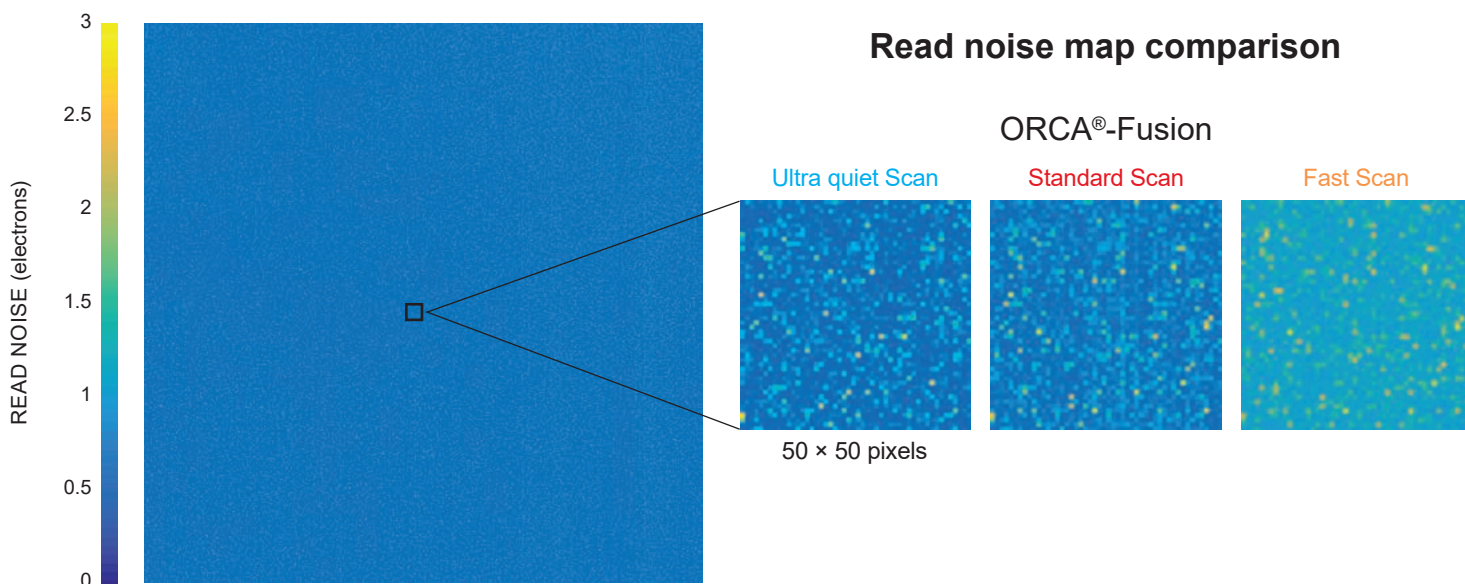 3
2.5
2
1.5
1
0.5
0
READ NOISE (electrons)
Read noise map comparison
ORCA®-Fusion
Ultra quiet Scan
Standard Scan
Fast Scan
50 × 50 pixels